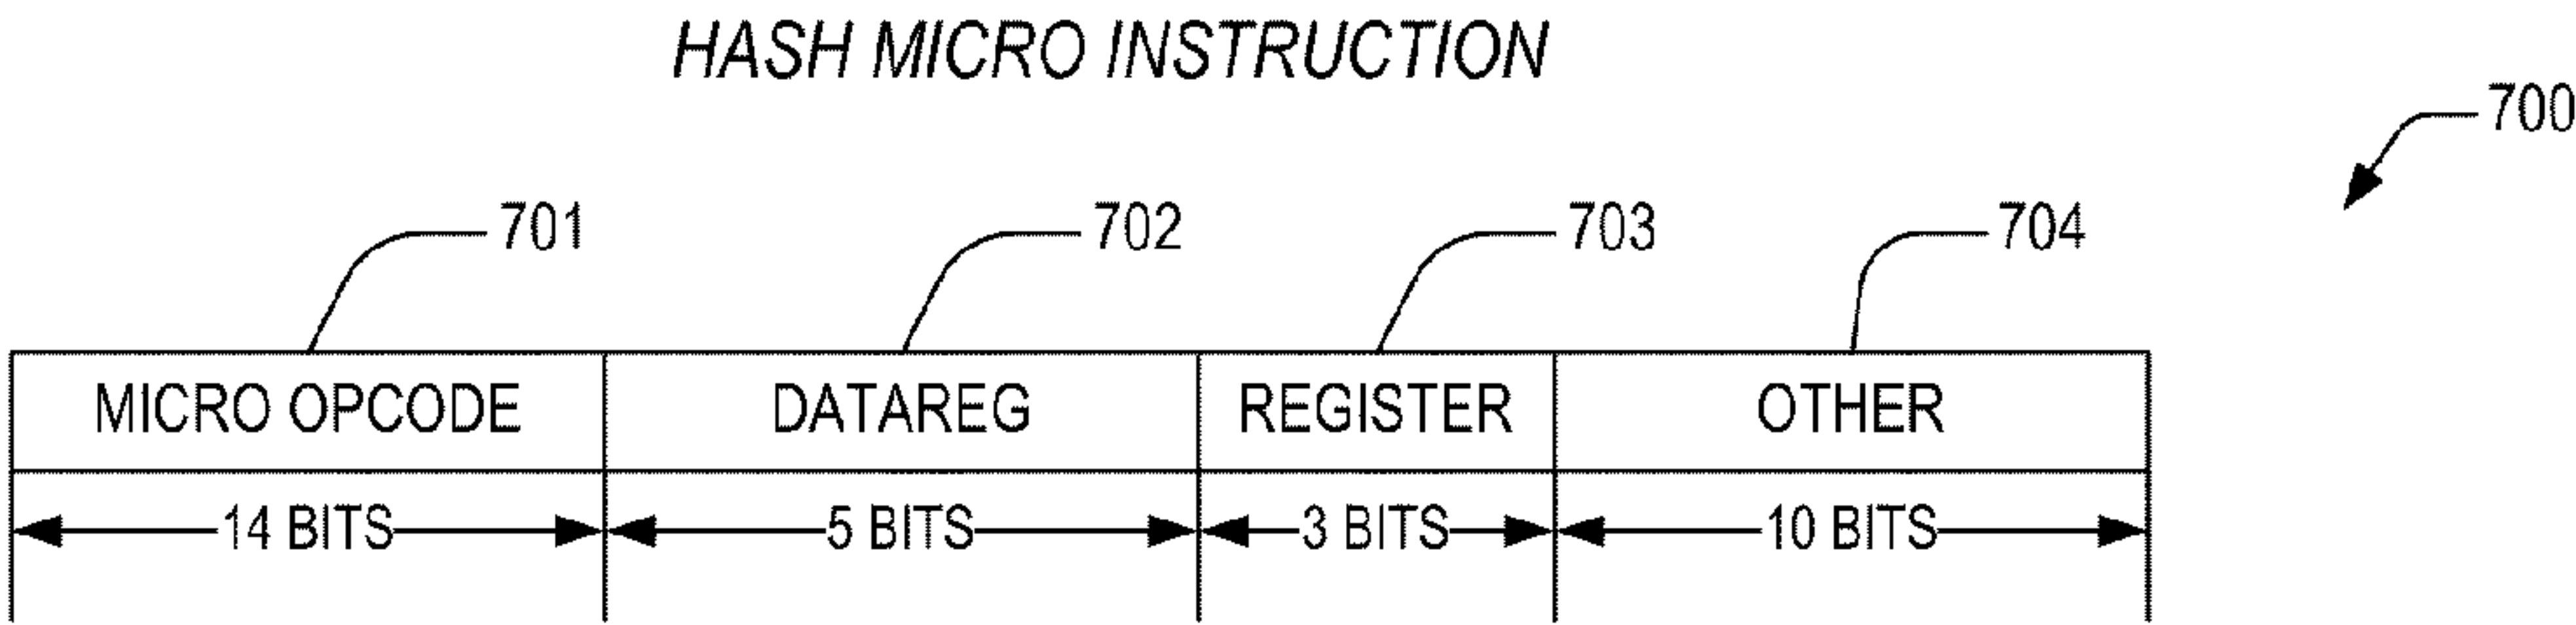 HASH MICRO INSTRUCTION
700
701 702 703 704
MICRO OPCODE DATAREG REGISTER OTHER
14 BITS 5 BITS 3 BITS 10 BITS